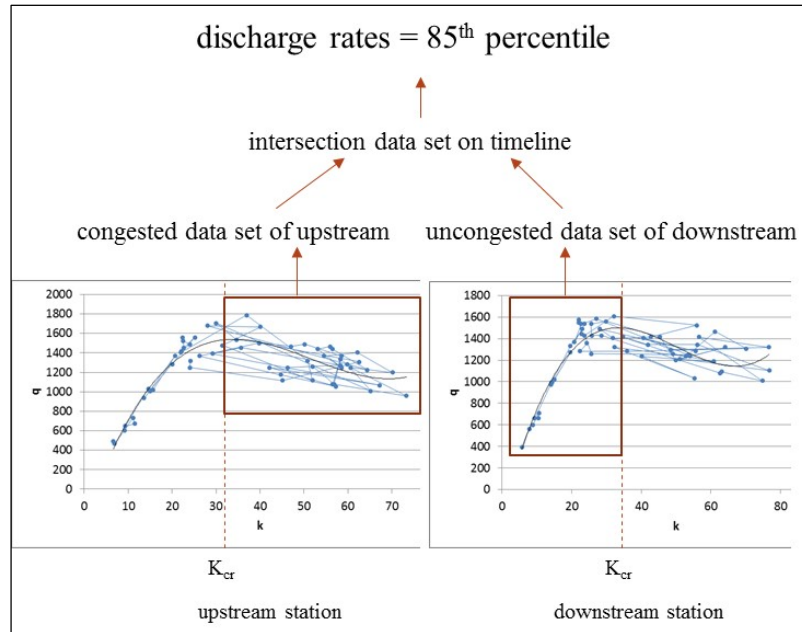 discharge rates = 85th percentile
intersection data set on timeline
congested data set of upstream
uncongested data set of downstream
2000
1800
1600
1400
1200
1000
800
600
400
200
0
q
0 10 20 30 40 50 60 70
k
1800
1600
1400
1200
1000
800
600
400
200
0
q
0 20 40 60 80
k
Kcr
Kcr
upstream station
downstream station